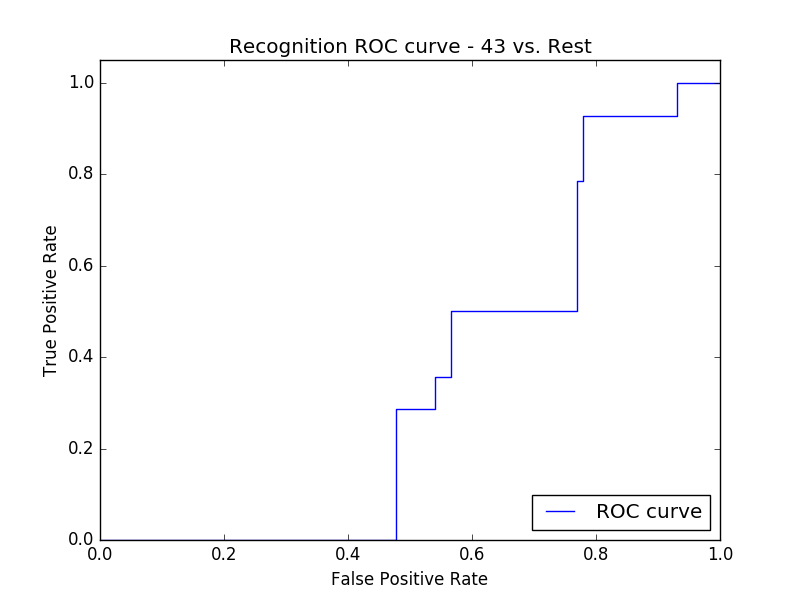 Recognition ROC curve - 43 vs. Rest
1.0
0.8
0.6
0.4
0.2
0.0
True Positive Rate
ROC curve
0.0 0.2 0.4 0.6 0.8 1.0
False Positive Rate